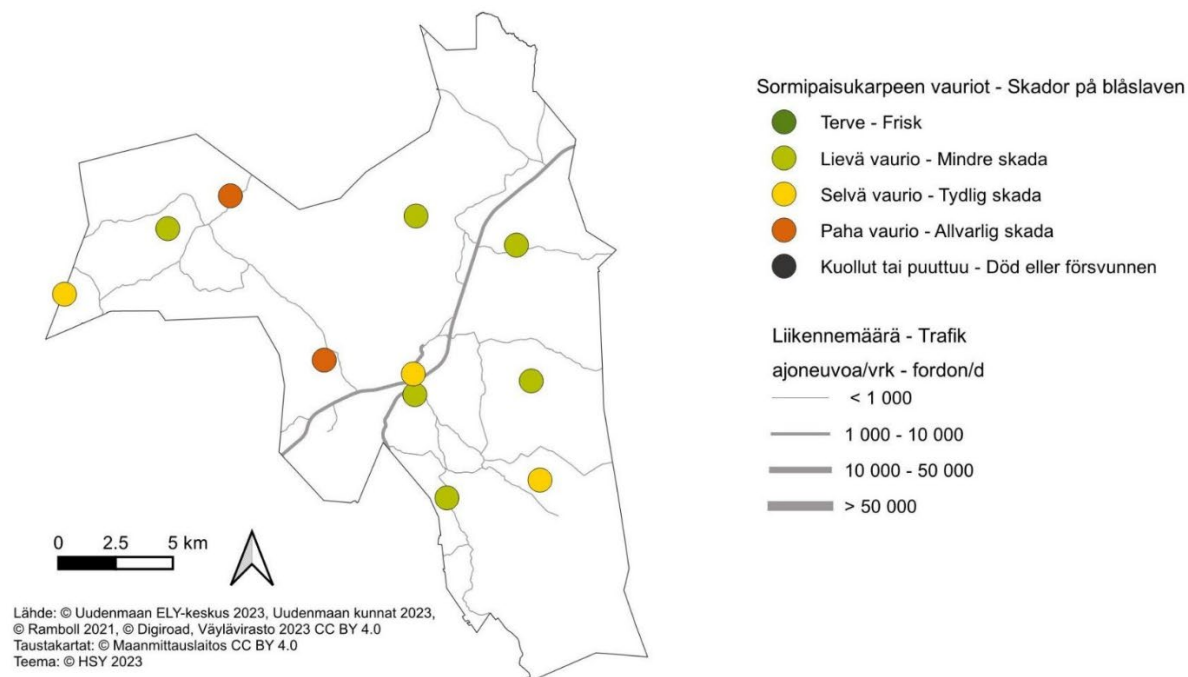 Sormipaisukarpeen vauriot - Skador på blåslaven
Terve - Frisk
Lievä vaurio - Mindre skada
Selvä vaurio - Tydlig skada
Paha vaurio - Allvarlig skada
Kuollut tai puuttuu - Död eller försvunnen
Liikennemäärä - Trafik
ajoneuvoa/vrk - fordon/d
< 1 000
1 000 - 10 000
10 000 - 50 000
> 50 000
0 2.5 5 km
Lähde: © Uudenmaan ELY-keskus 2023, Uudenmaan kunnat 2023,
© Ramboll 2021, © Digiroad, Väylävirasto 2023 CC BY 4.0
Taustakartat: © Maanmittauslaitos CC BY 4.0
Teema: © HSY 2023